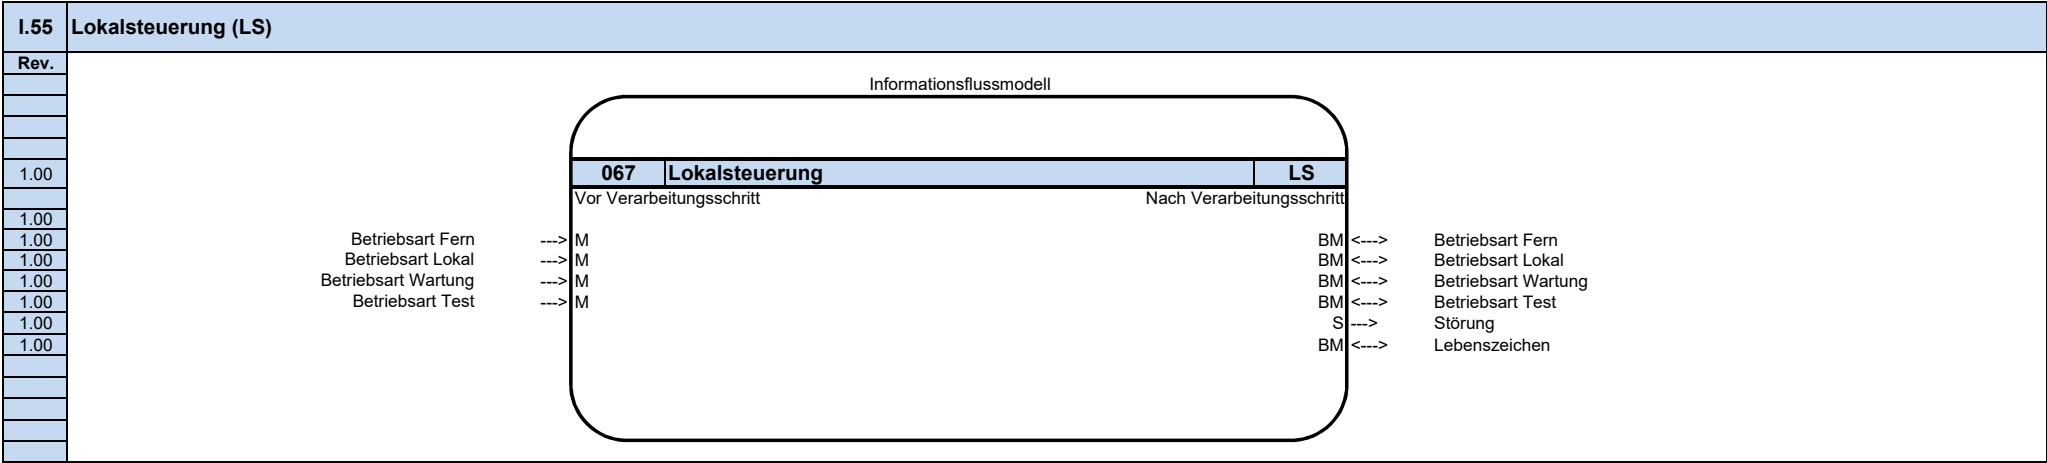 I.55 Lokalsteuerung (LS)
Rev.
Informationsflussmodell
1.00 067 Lokalsteuerung LS
Vor Verarbeitungsschritt Nach Verarbeitungsschritt
1.00
1.00 Betriebsart Fern ---> M BM <---> Betriebsart Fern
1.00 Betriebsart Lokal ---> M BM <---> Betriebsart Lokal
1.00 Betriebsart Wartung ---> M BM <---> Betriebsart Wartung
1.00 Betriebsart Test ---> M BM <---> Betriebsart Test
1.00 S ---> Störung
1.00 BM <---> Lebenszeichen